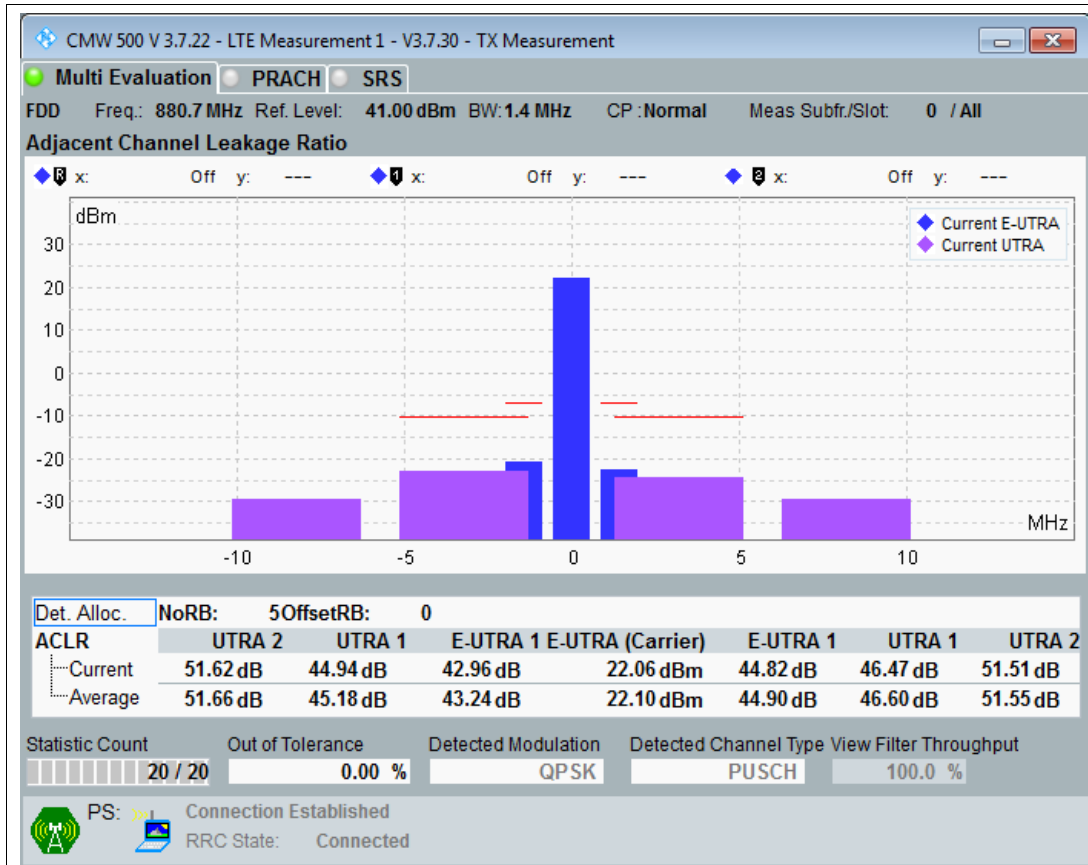 CMW 500 V 3.7.22 - LTE Measurement 1 - V3.7.30 - TX Measurement
Multi Evaluation PRACH SRS
FDD Freq.: 880.7 MHz Ref. Level: 41.00 dBm BW: 1.4 MHz CP : Normal Meas Subfr./Slot: 0 / All
Adjacent Channel Leakage Ratio
R x: Off y: --- 1 x: Off y: --- 2 x: Off y: ---
dBm
Current E-UTRA
Current UTRA
30
20
10
0
-10
-20
-30
MHz
-10 -5 0 5 10
Det. Alloc. NoRB: 5 OffsetRB: 0
ACLR UTRA 2 UTRA 1 E-UTRA 1 E-UTRA (Carrier) E-UTRA 1 UTRA 1 UTRA 2
Current 51.62 dB 44.94 dB 42.96 dB 22.06 dBm 44.82 dB 46.47 dB 51.51 dB
Average 51.66 dB 45.18 dB 43.24 dB 22.10 dBm 44.90 dB 46.60 dB 51.55 dB
Statistic Count Out of Tolerance Detected Modulation Detected Channel Type View Filter Throughput
20 / 20 0.00 % QPSK PUSCH 100.0 %
PS: Connection Established
RRC State: Connected